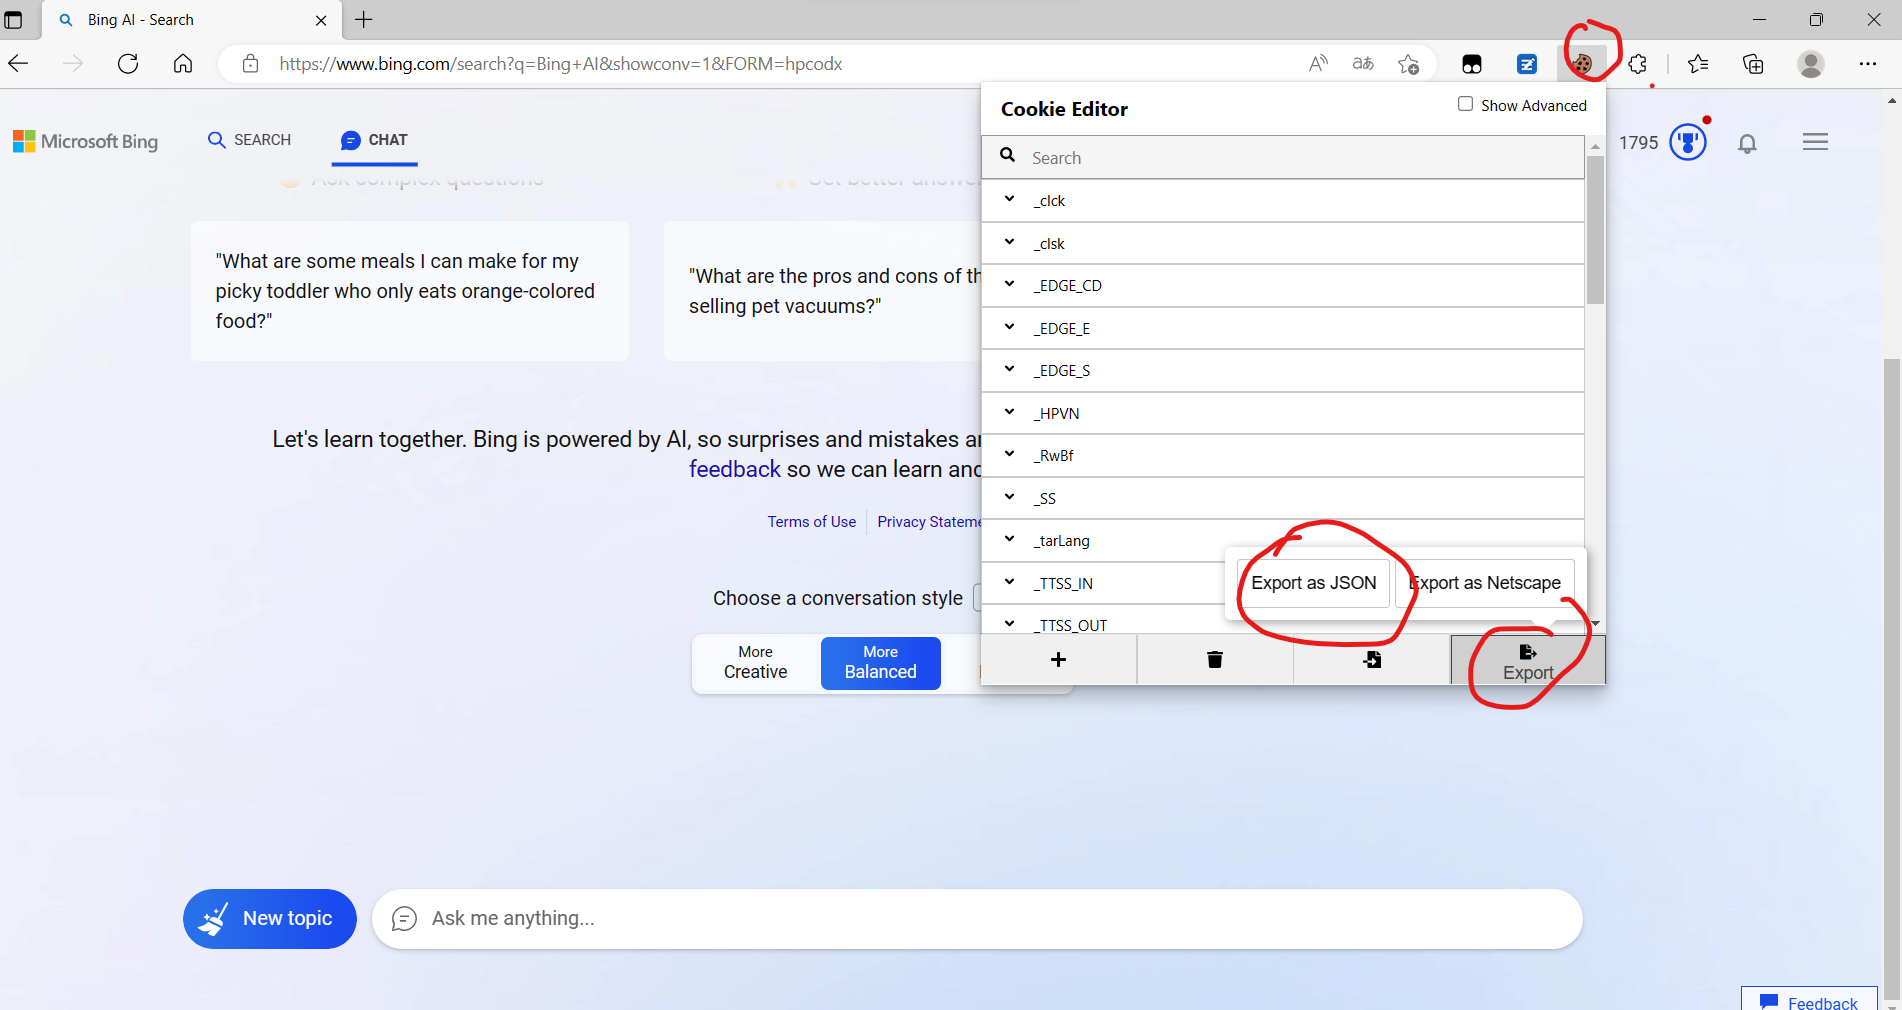 Bing AI - Search
https://www.bing.com/search?q=Bing+AI&showconv=1&FORM=hpcodx
Microsoft Bing
SEARCH
CHAT
1795
Ask complex questions
"What are some meals I can make for my
picky toddler who only eats orange-colored
food?"
"What are the pros and cons of
selling pet vacuums?"
Let's learn together. Bing is powered by AI, so surprises and mistakes
feedback so we can learn and
Terms of Use
Privacy
Choose a conversation style
More
Creative
More
Balanced
New topic
Ask me anything...
Feedback
Cookie Editor
Show Advanced
Search
_clck
_clsk
_EDGE_CD
_EDGE_E
_EDGE_S
_HPVN
_RwBf
_SS
_tarLang
_TTSS_IN
_TTSS_OUT
Export as JSON
Export as Netscape
Export